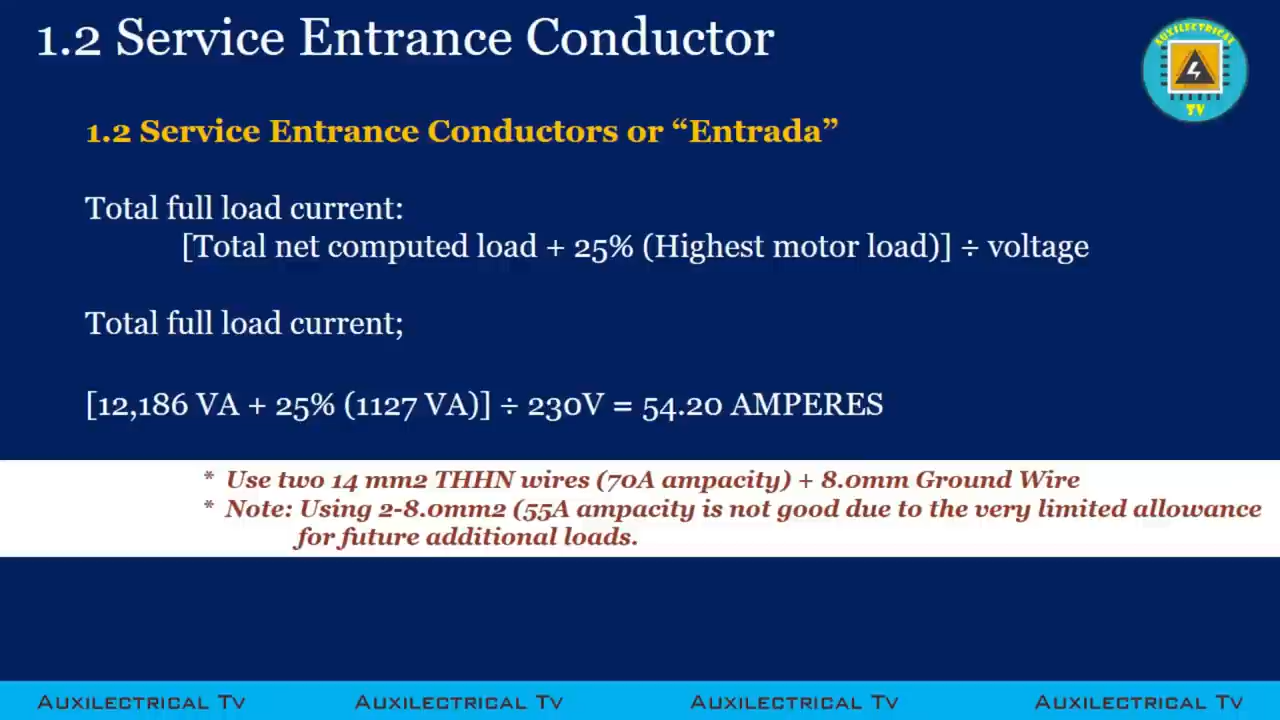 1.2 Service Entrance Conductor
AUXILECTRICAL
TV
1.2 Service Entrance Conductors or “Entrada”
Total full load current:
[Total net computed load + 25% (Highest motor load)] ÷ voltage
Total full load current;
[12,186 VA + 25% (1127 VA)] ÷ 230V = 54.20 AMPERES
* Use two 14 mm2 THHN wires (70A ampacity) + 8.0mm Ground Wire
* Note: Using 2-8.0mm2 (55A ampacity is not good due to the very limited allowance
for future additional loads.
Auxilectrical Tv Auxilectrical Tv Auxilectrical Tv Auxilectrical Tv